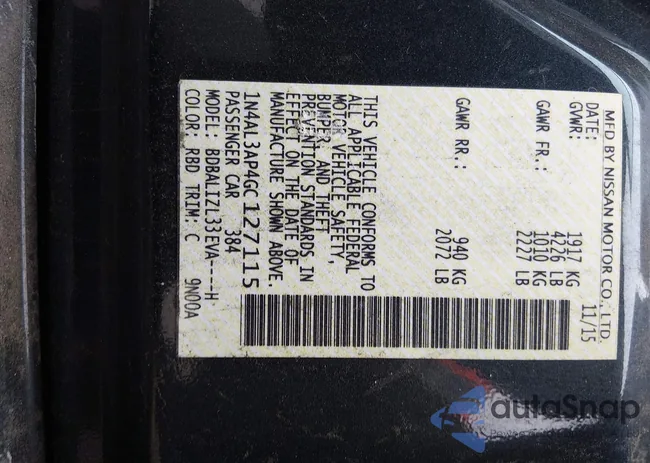 MFD BY NISSAN MOTOR CO., LTD.
DATE: 11/15
GVWR: 1917 KG
4226 LB
GAWR FR.: 1010 KG
2227 LB
GAWR RR.: 940 KG
2072 LB
THIS VEHICLE CONFORMS TO
ALL APPLICABLE FEDERAL
MOTOR VEHICLE SAFETY,
BUMPER, AND THEFT
PREVENTION STANDARDS IN
EFFECT ON THE DATE OF
MANUFACTURE SHOWN ABOVE.
1N4AL3AP4GC127115
PASSENGER CAR 384
MODEL: BDBALIZL33EVA----H
COLOR: RBD TRIM: C 9N00A
autoSnap